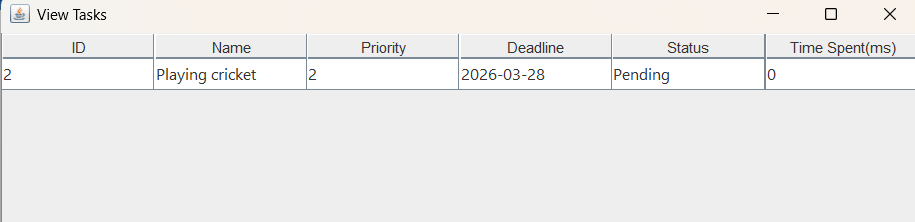 View Tasks
ID Name Priority Deadline Status Time Spent(ms)
2 Playing cricket 2 2026-03-28 Pending 0